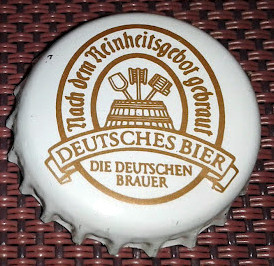 Nach dem Reinheitsgebot gebraut
DEUTSCHES BIER
DIE DEUTSCHEN
BRAUER